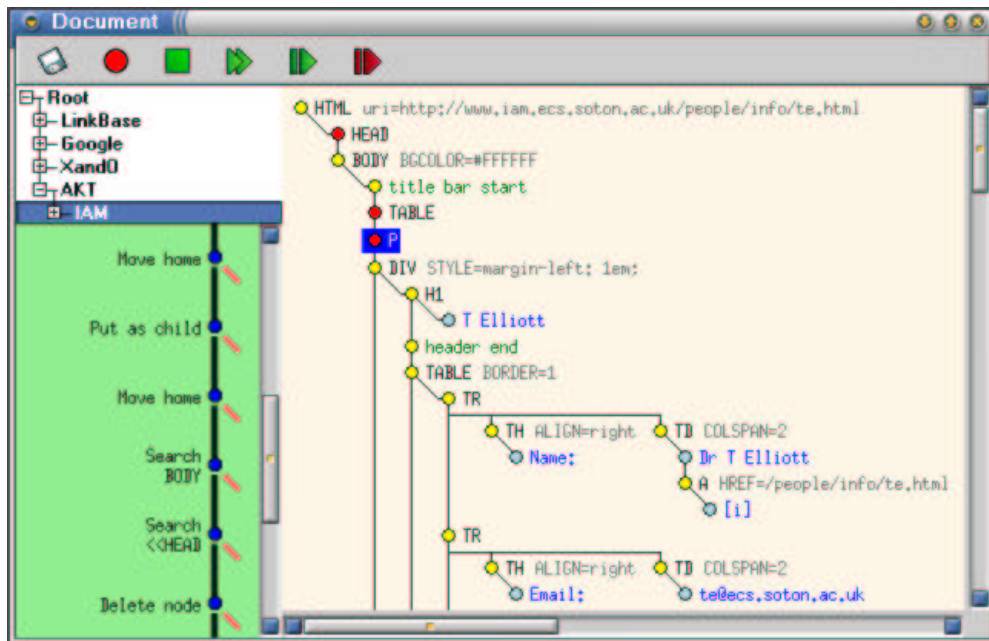 Document
Root
LinkBase
Google
XandO
AKT
IAM
Move home
Put as child
Move home
Search
BODY
Search
<<HEAD
Delete node
HTML uri=http://www.iam.ecs.soton.ac.uk/people/info/te.html
HEAD
BODY BGCOLOR=#FFFFFF
title bar start
TABLE
P
DIV STYLE=margin-left: 1em;
H1
T Elliott
header end
TABLE BORDER=1
TR
TH ALIGN=right TD COLSPAN=2
Name: Dr T Elliott
A HREF=/people/info/te.html
[i]
TR
TH ALIGN=right TD COLSPAN=2
Email: te@ecs.soton.ac.uk